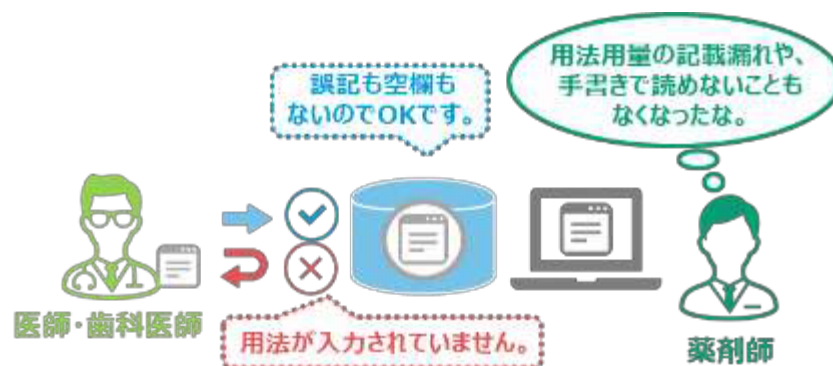 誤記も空欄も
ないのでOKです。
用法用量の記載漏れや、
手書きで読めないことも
なくなったな。
医師・歯科医師
用法が入力されていません。
薬剤師